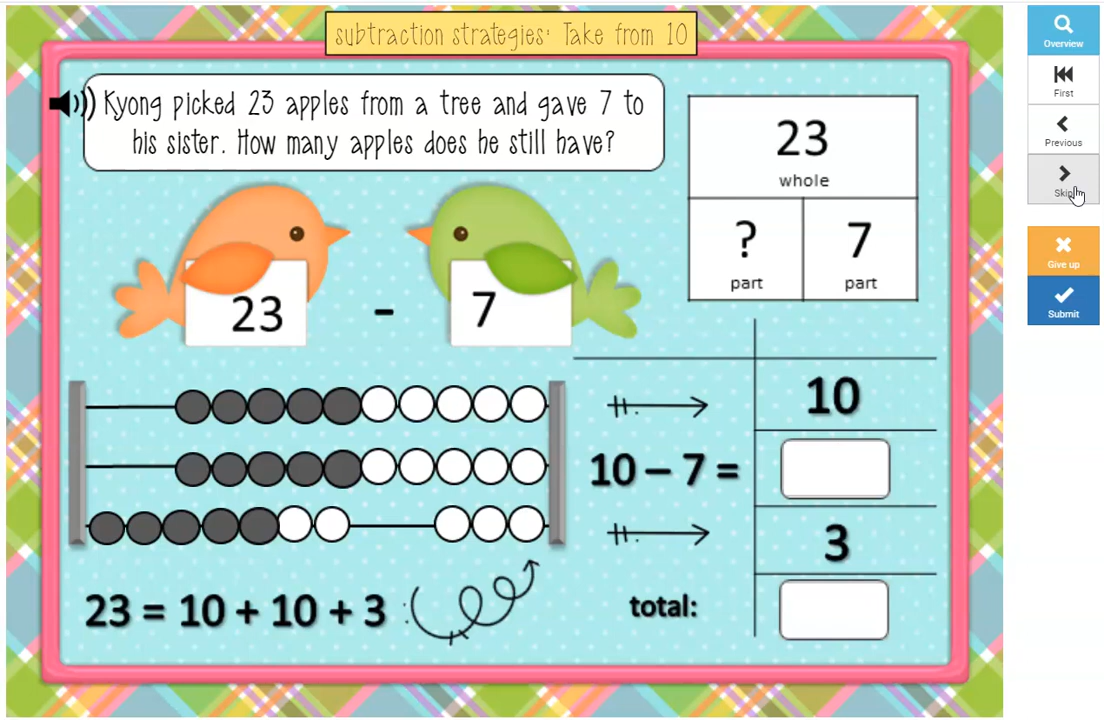 subtraction strategies: Take from 10
Kyong picked 23 apples from a tree and gave 7 to
his sister. How many apples does he still have?
23
whole
?
part
7
part
23
-
7
10
10 – 7 =
3
total:
23 = 10 + 10 + 3
Overview
First
Previous
Skip
Give up
Submit